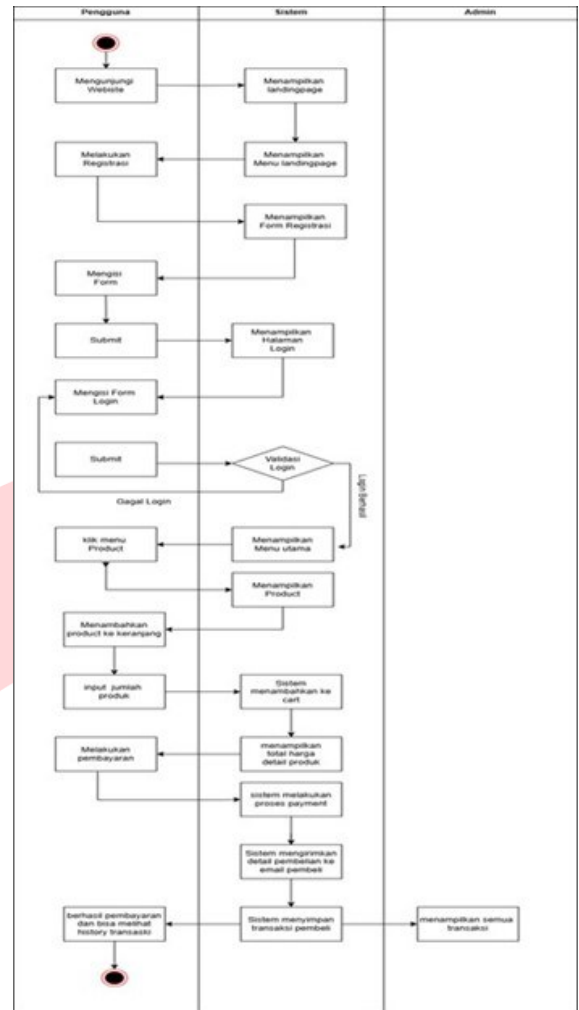 Pengguna
Sistem
Admin
Mengunjungi
Webiste
Menampilkan
landingpage
Melakukan
Registrasi
Menampilkan
Menu landingpage
Menampilkan
Form Registrasi
Mengisi
Form
Submit
Menampilkan
Halaman
Login
Mengisi Form
Login
Submit
Validasi
Login
Gagal Login
Login Berhasil
klik menu
Product
Menampilkan
Menu utama
Menampilkan
Product
Menambahkan
product ke keranjang
input jumlah
produk
Sistem
menambahkan ke
cart
Melakukan
pembayaran
menampilkan
total harga
detail produk
sistem melakukan
proses payment
Sistem mengirimkan
detail pembelian ke
email pembeli
berhasil pembayaran
dan bisa melihat
history transaksi
Sistem menyimpan
transaksi pembeli
menampilkan semua
transaksi